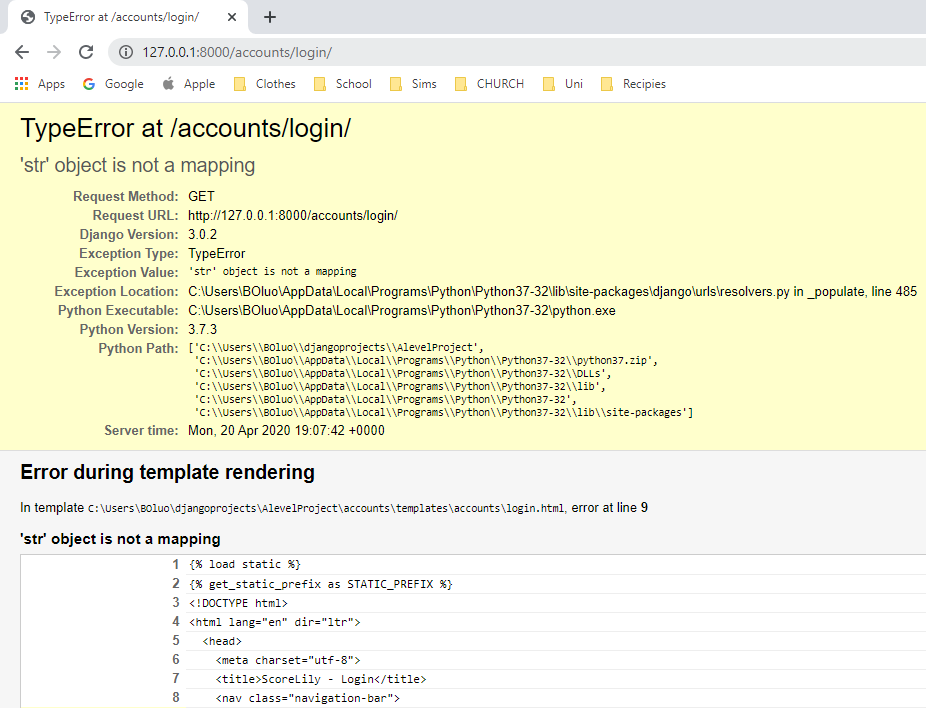 TypeError at /accounts/login/
127.0.0.1:8000/accounts/login/
Apps Google Apple Clothes School Sims CHURCH Uni Recipies
TypeError at /accounts/login/
'str' object is not a mapping
Request Method: GET
Request URL: http://127.0.0.1:8000/accounts/login/
Django Version: 3.0.2
Exception Type: TypeError
Exception Value: 'str' object is not a mapping
Exception Location: C:\Users\BOluo\AppData\Local\Programs\Python\Python37-32\lib\site-packages\django\urls\resolvers.py in _populate, line 485
Python Executable: C:\Users\BOluo\AppData\Local\Programs\Python\Python37-32\python.exe
Python Version: 3.7.3
Python Path: ['C:\\Users\\BOluo\\djangoprojects\\AlevelProject',
'C:\\Users\\BOluo\\AppData\\Local\\Programs\\Python\\Python37-32\\python37.zip',
'C:\\Users\\BOluo\\AppData\\Local\\Programs\\Python\\Python37-32\\DLLs',
'C:\\Users\\BOluo\\AppData\\Local\\Programs\\Python\\Python37-32\\lib',
'C:\\Users\\BOluo\\AppData\\Local\\Programs\\Python\\Python37-32',
'C:\\Users\\BOluo\\AppData\\Local\\Programs\\Python\\Python37-32\\lib\\site-packages']
Server time: Mon, 20 Apr 2020 19:07:42 +0000
Error during template rendering
In template C:\Users\BOluo\djangoprojects\AlevelProject\accounts\templates\accounts\login.html, error at line 9
'str' object is not a mapping
1 {% load static %}
2 {% get_static_prefix as STATIC_PREFIX %}
3 <!DOCTYPE html>
4 <html lang="en" dir="ltr">
5 <head>
6 <meta charset="utf-8">
7 <title>ScoreLily - Login</title>
8 <nav class="navigation-bar">